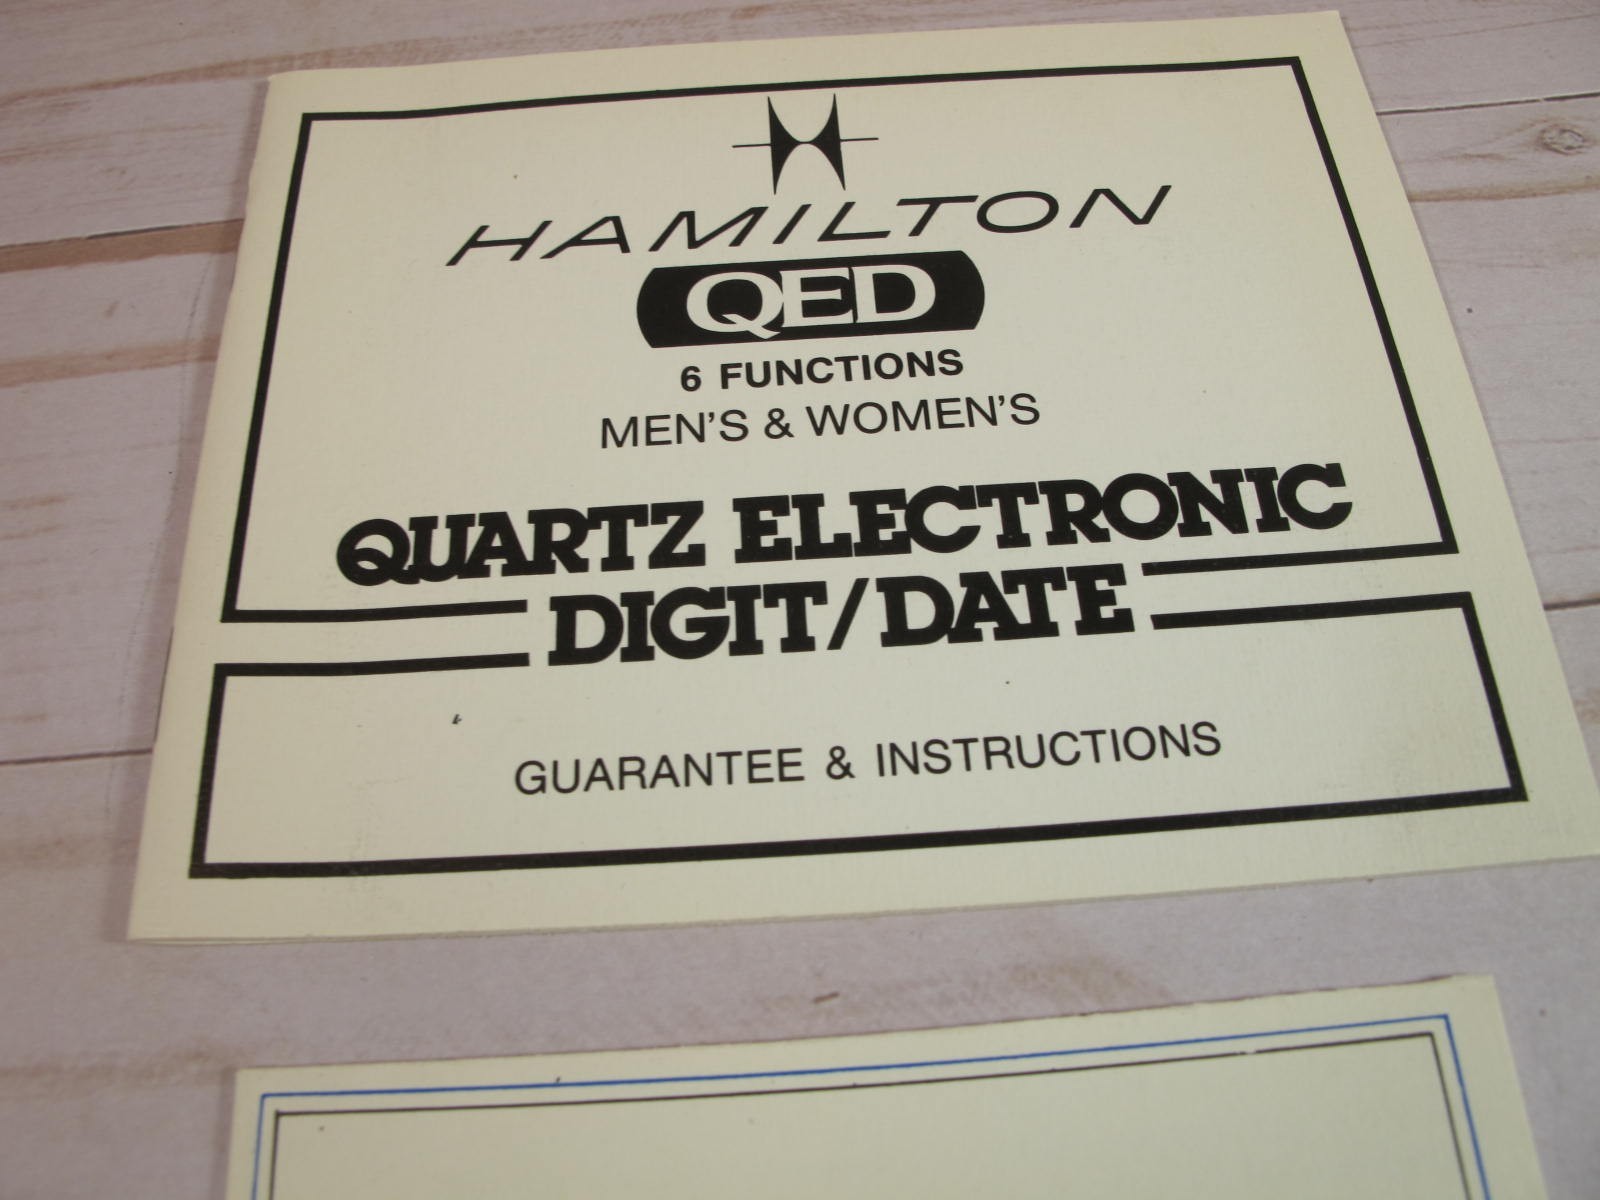 HAMILTON
QED
6 FUNCTIONS
MEN'S & WOMEN'S
QUARTZ ELECTRONIC
DIGIT/DATE
GUARANTEE & INSTRUCTIONS